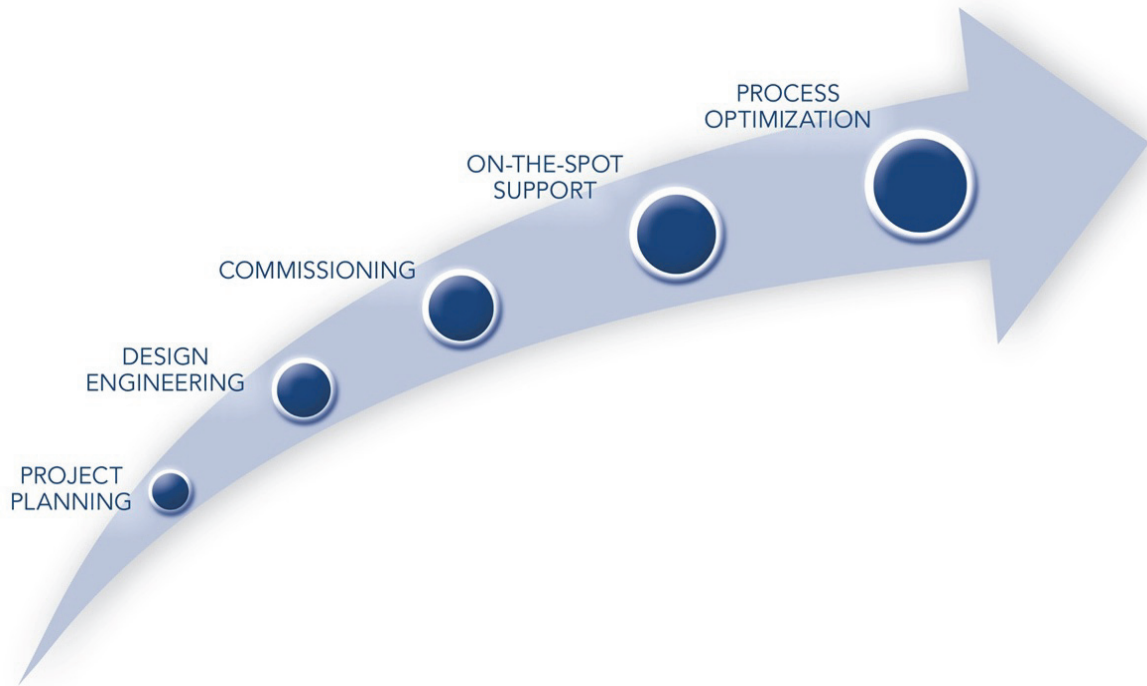 PROCESS
OPTIMIZATION
ON-THE-SPOT
SUPPORT
COMMISSIONING
DESIGN
ENGINEERING
PROJECT
PLANNING